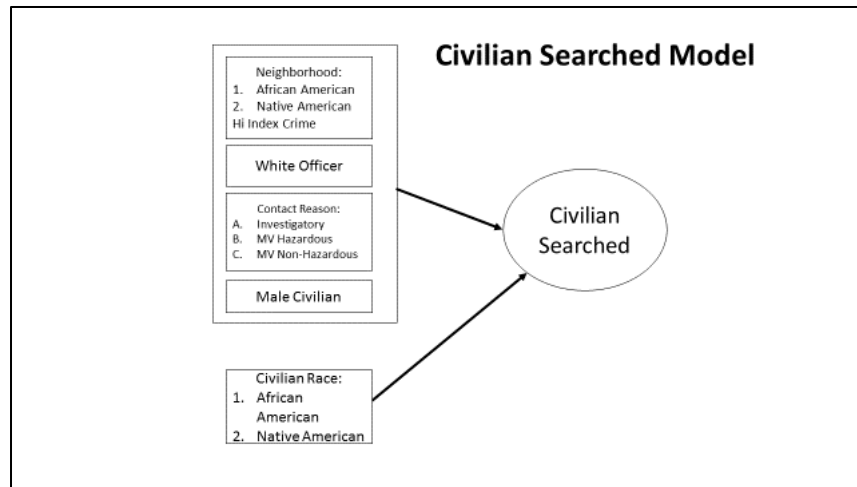 Civilian Searched Model
Neighborhood:
1. African American
2. Native American
Hi Index Crime
White Officer
Contact Reason:
A. Investigatory
B. MV Hazardous
C. MV Non-Hazardous
Male Civilian
Civilian
Searched
Civilian Race:
1. African
American
2. Native American